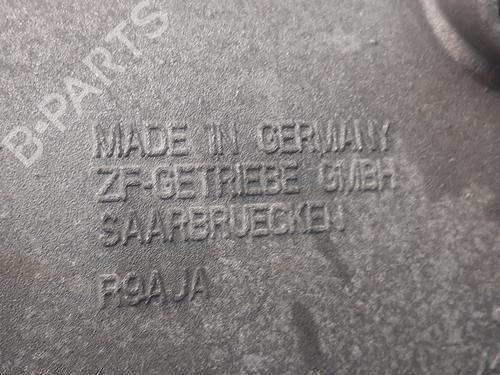 B-PARTS
MADE IN GERMANY
ZF-GETRIEBE GMBH
SAARBRUECKEN
R9AJA